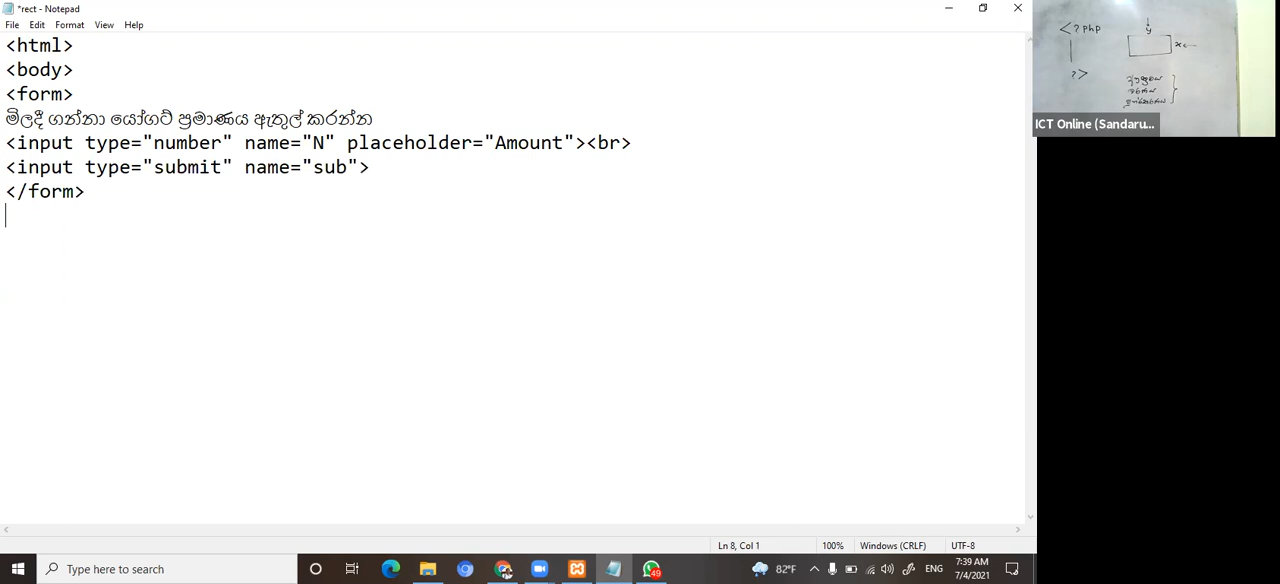 *rect - Notepad
File Edit Format View Help
<html>
<body>
<form>
මිලදී ගන්නා යෝගට් ප්‍රමාණය ඇතුල් කරන්න
<input type="number" name="N" placeholder="Amount"><br>
<input type="submit" name="sub">
</form>
Ln 8, Col 1 100% Windows (CRLF) UTF-8
Type here to search
49
82°F ENG
7:39 AM
7/4/2021
<? php
y
x
?>
ICT Online (Sandaru...